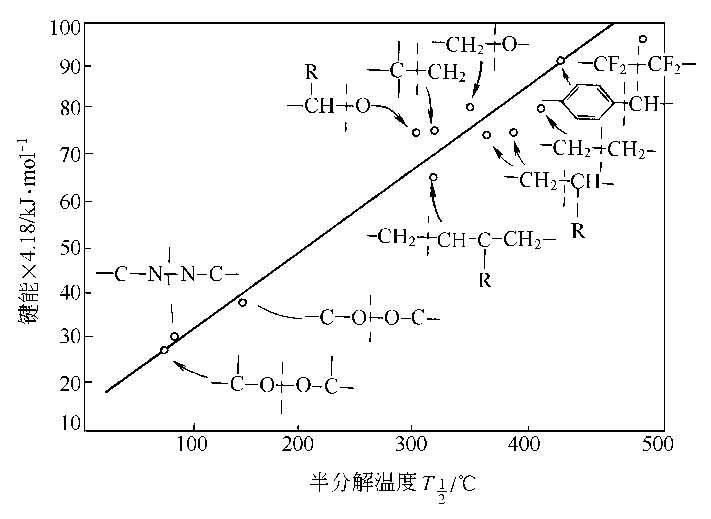 100
90
80
70
60
50
40
30
20
10
键能×4.18/kJ·mol⁻¹
100
200
300
400
500
半分解温度 T½/℃
R
–CH–O–
–C–CH₂
CH₂–O–
–CF₂–CF₂–
–CH–
–CH₂–CH₂–
–CH₂–CH–
R
–CH₂–CH–C–CH₂–
R
–C–N–N–C–
–C–O–O–C–
–C–O–O–C–